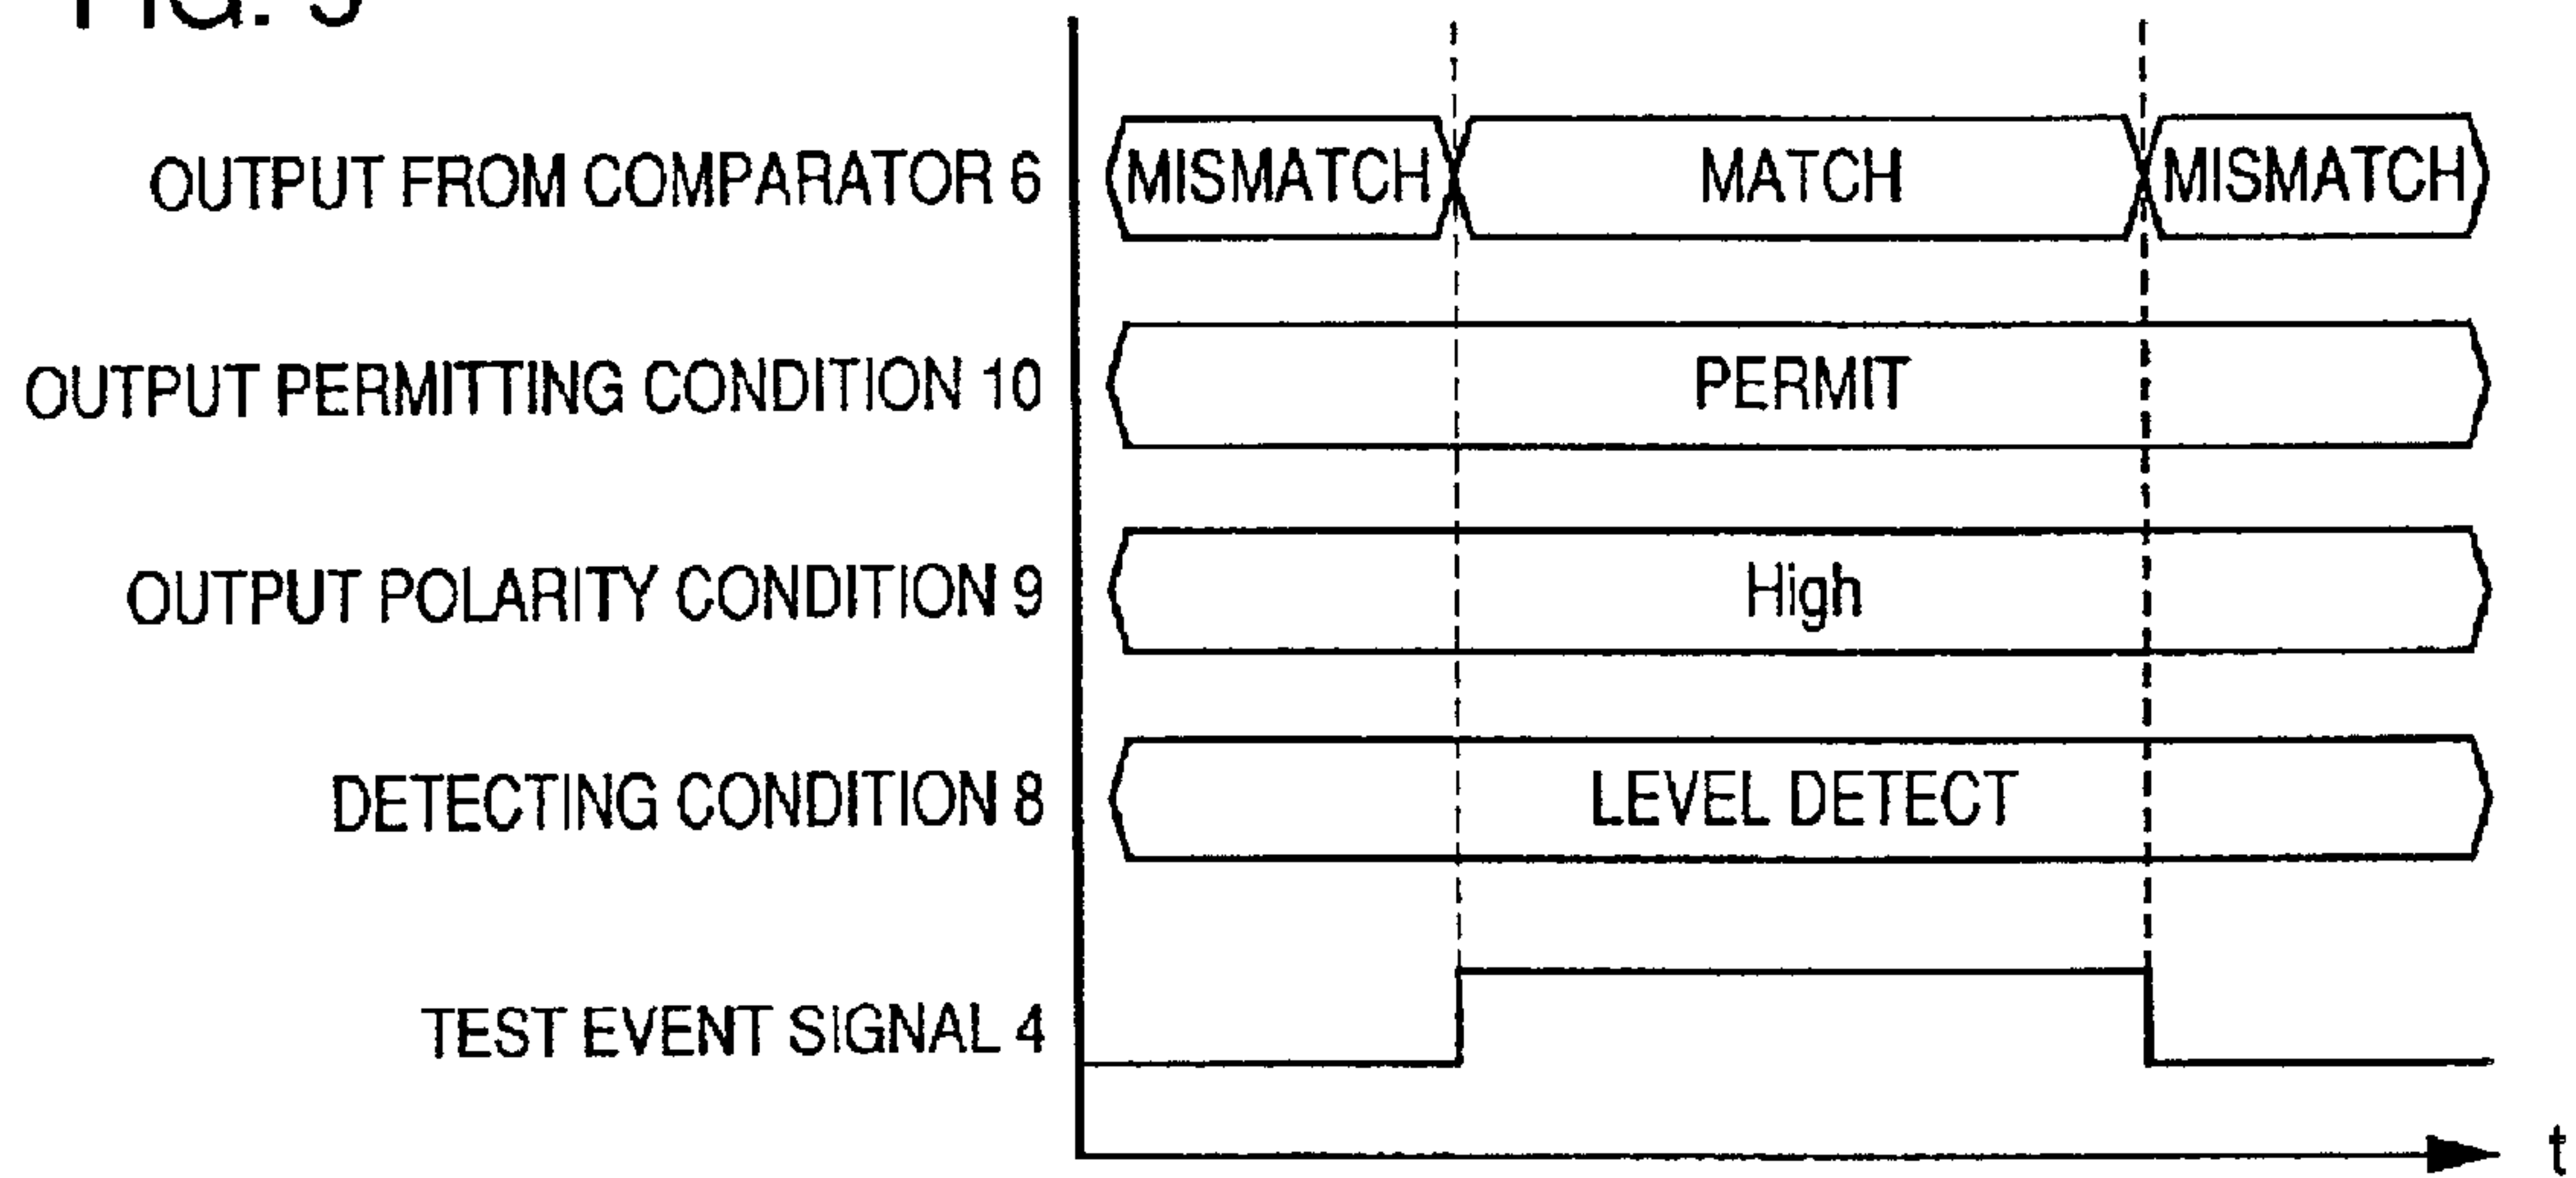 FIG.
OUTPUT FROM COMPARATOR 6 MISMATCH MATCH MISMATCH
OUTPUT PERMITTING CONDITION 10 PERMIT
OUTPUT POLARITY CONDITION 9 High
DETECTING CONDITION 8 LEVEL DETECT
TEST EVENT SIGNAL 4
t